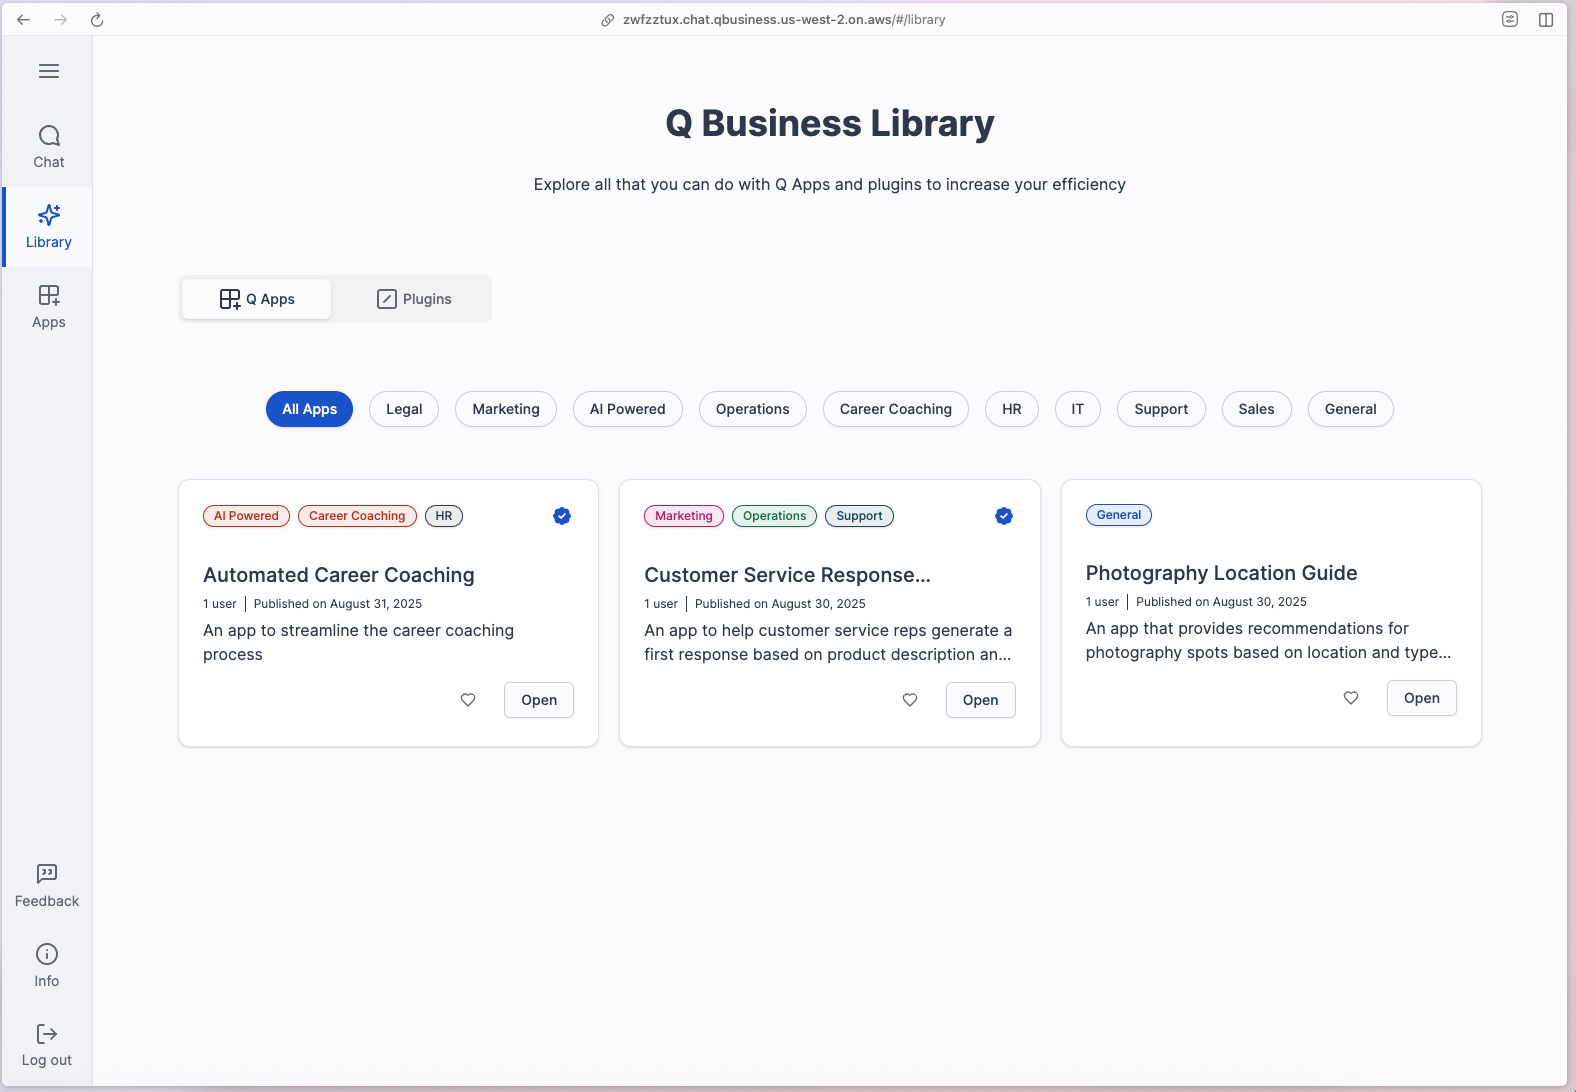 zwfzztux.chat.qbusiness.us-west-2.on.aws/#/library
Chat
Library
Apps
Feedback
Info
Log out
Q Business Library
Explore all that you can do with Q Apps and plugins to increase your efficiency
Q Apps Plugins
All Apps Legal Marketing AI Powered Operations Career Coaching HR IT Support Sales General
AI Powered Career Coaching HR
Automated Career Coaching
1 user | Published on August 31, 2025
An app to streamline the career coaching
process
Open
Marketing Operations Support
Customer Service Response...
1 user | Published on August 30, 2025
An app to help customer service reps generate a
first response based on product description an...
Open
General
Photography Location Guide
1 user | Published on August 30, 2025
An app that provides recommendations for
photography spots based on location and type...
Open